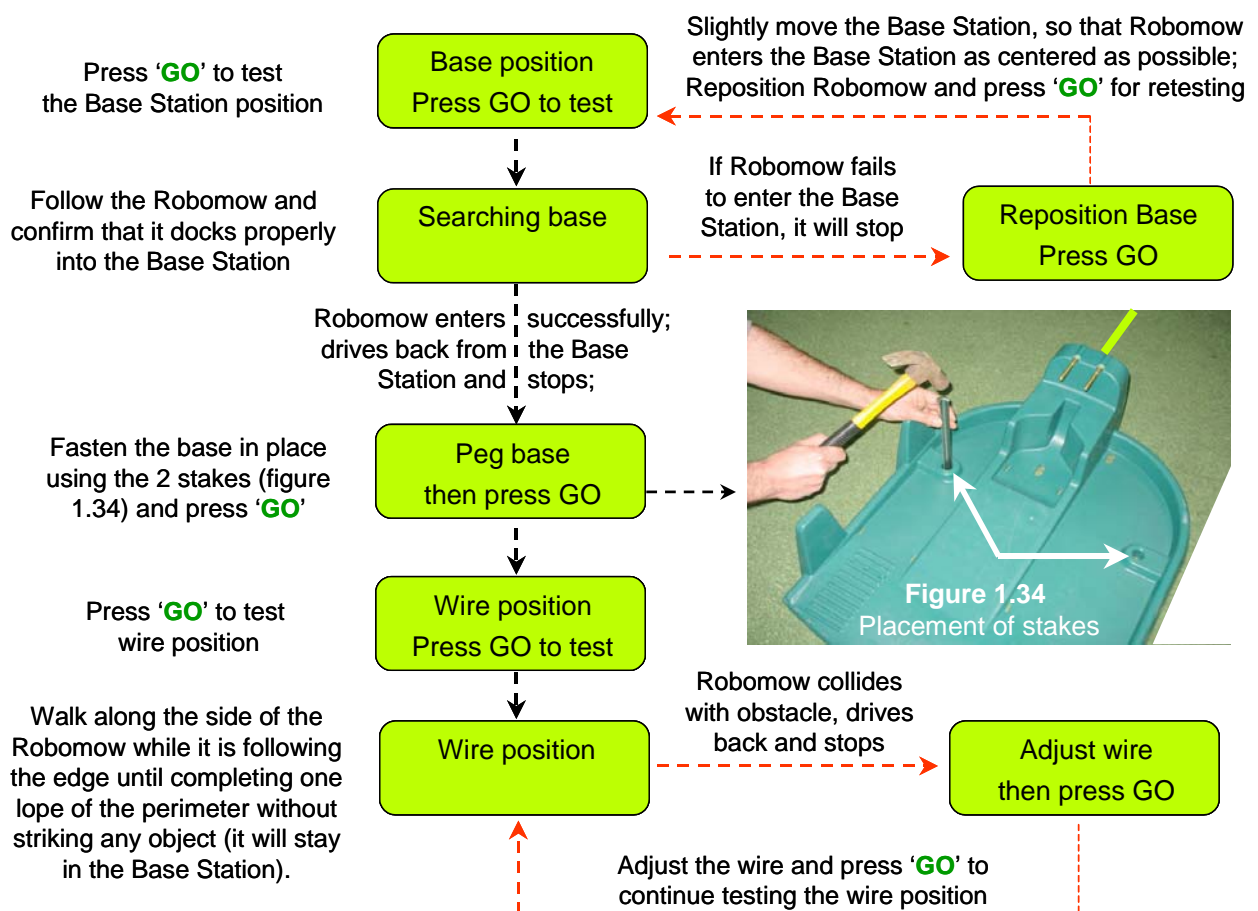 Press ‘GO’ to test
the Base Station position
Base position
Press GO to test
Slightly move the Base Station, so that Robomow
enters the Base Station as centered as possible;
Reposition Robomow and press ‘GO’ for retesting
Follow the Robomow and
confirm that it docks properly
into the Base Station
Searching base
If Robomow fails
to enter the Base
Station, it will stop
Reposition Base
Press GO
Robomow enters successfully;
drives back from the Base
Station and stops;
Fasten the base in place
using the 2 stakes (figure
1.34) and press ‘GO’
Peg base
then press GO
Figure 1.34
Placement of stakes
Press ‘GO’ to test
wire position
Wire position
Press GO to test
Walk along the side of the
Robomow while it is following
the edge until completing one
lope of the perimeter without
striking any object (it will stay
in the Base Station).
Wire position
Robomow collides
with obstacle, drives
back and stops
Adjust wire
then press GO
Adjust the wire and press ‘GO’ to
continue testing the wire position